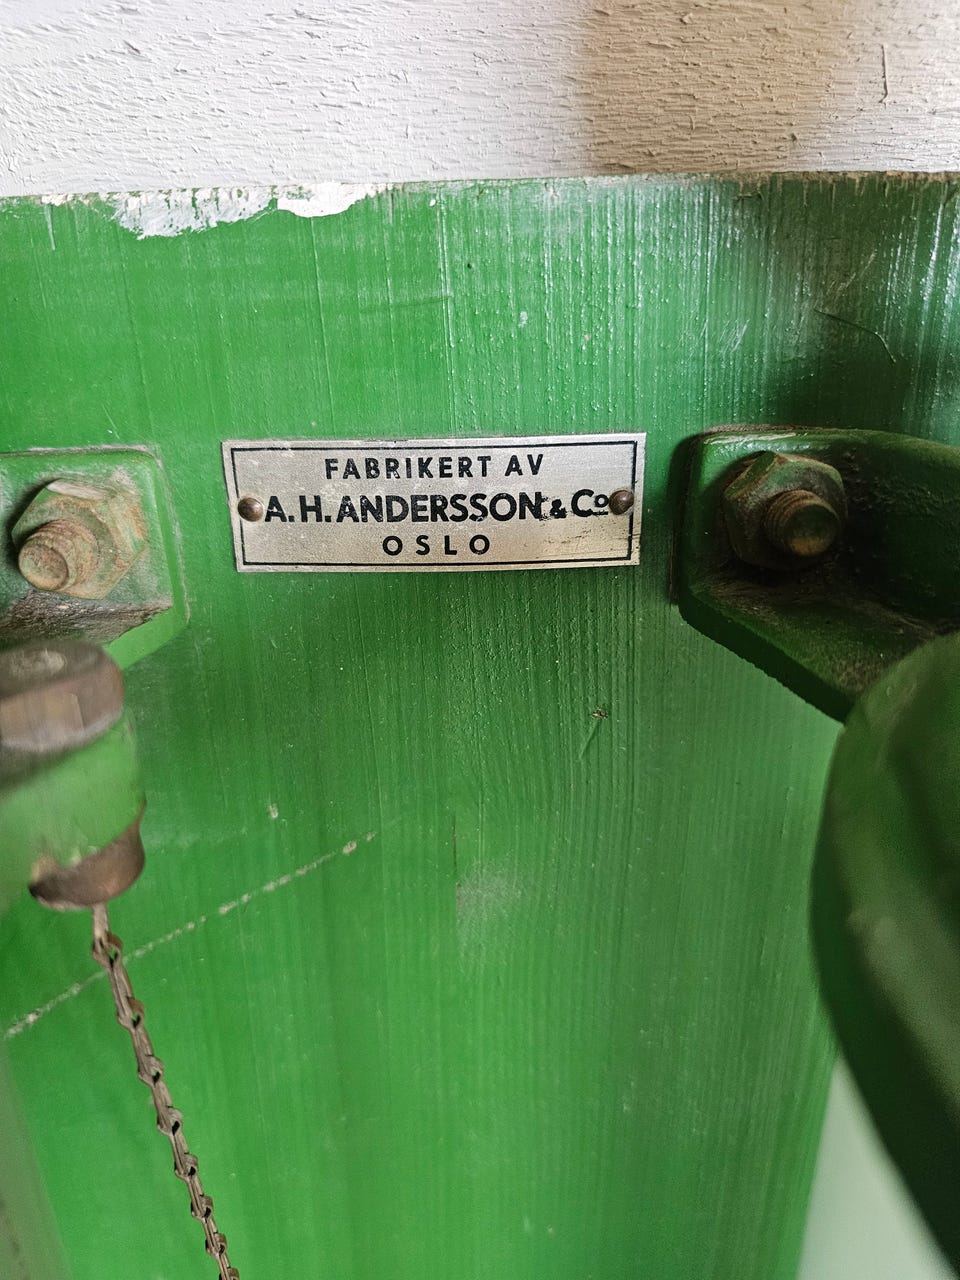 FABRIKERT AV
A. H. ANDERSSON & Co
OSLO